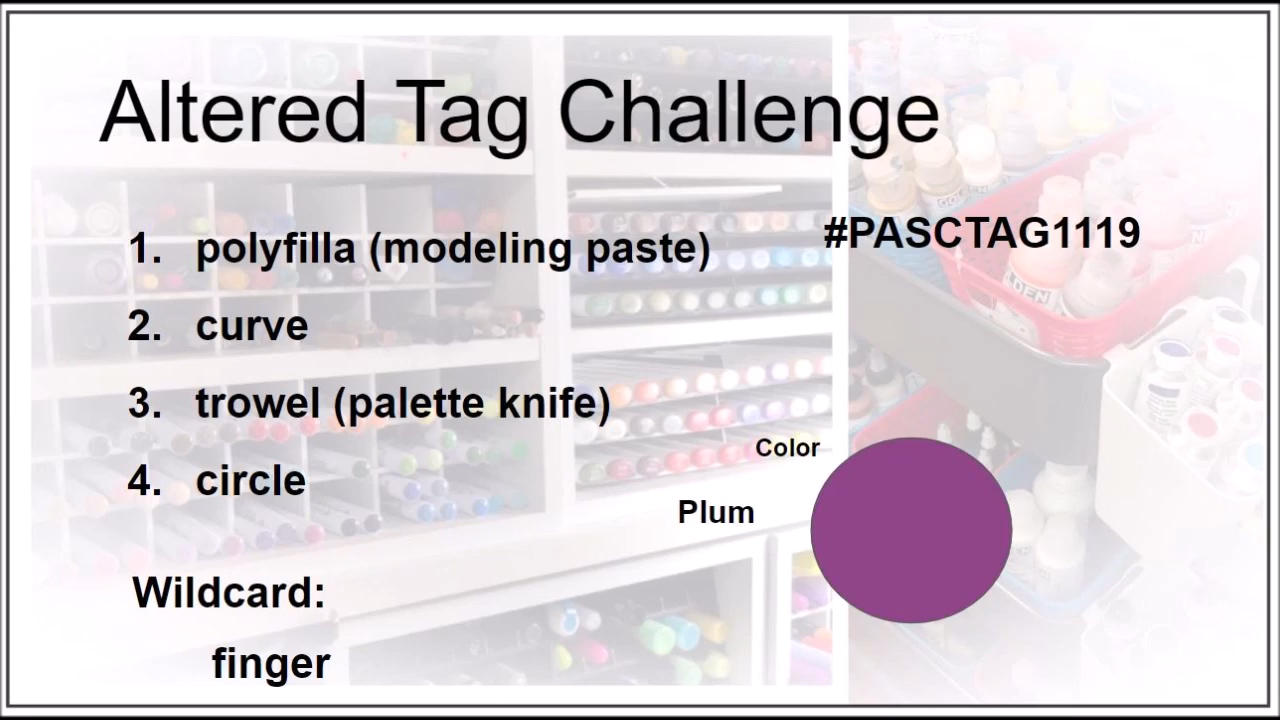 Altered Tag Challenge
#PASCTAG1119
1. polyfilla (modeling paste)
2. curve
3. trowel (palette knife)
4. circle
Color
Plum
Wildcard:
finger
GOLDEN